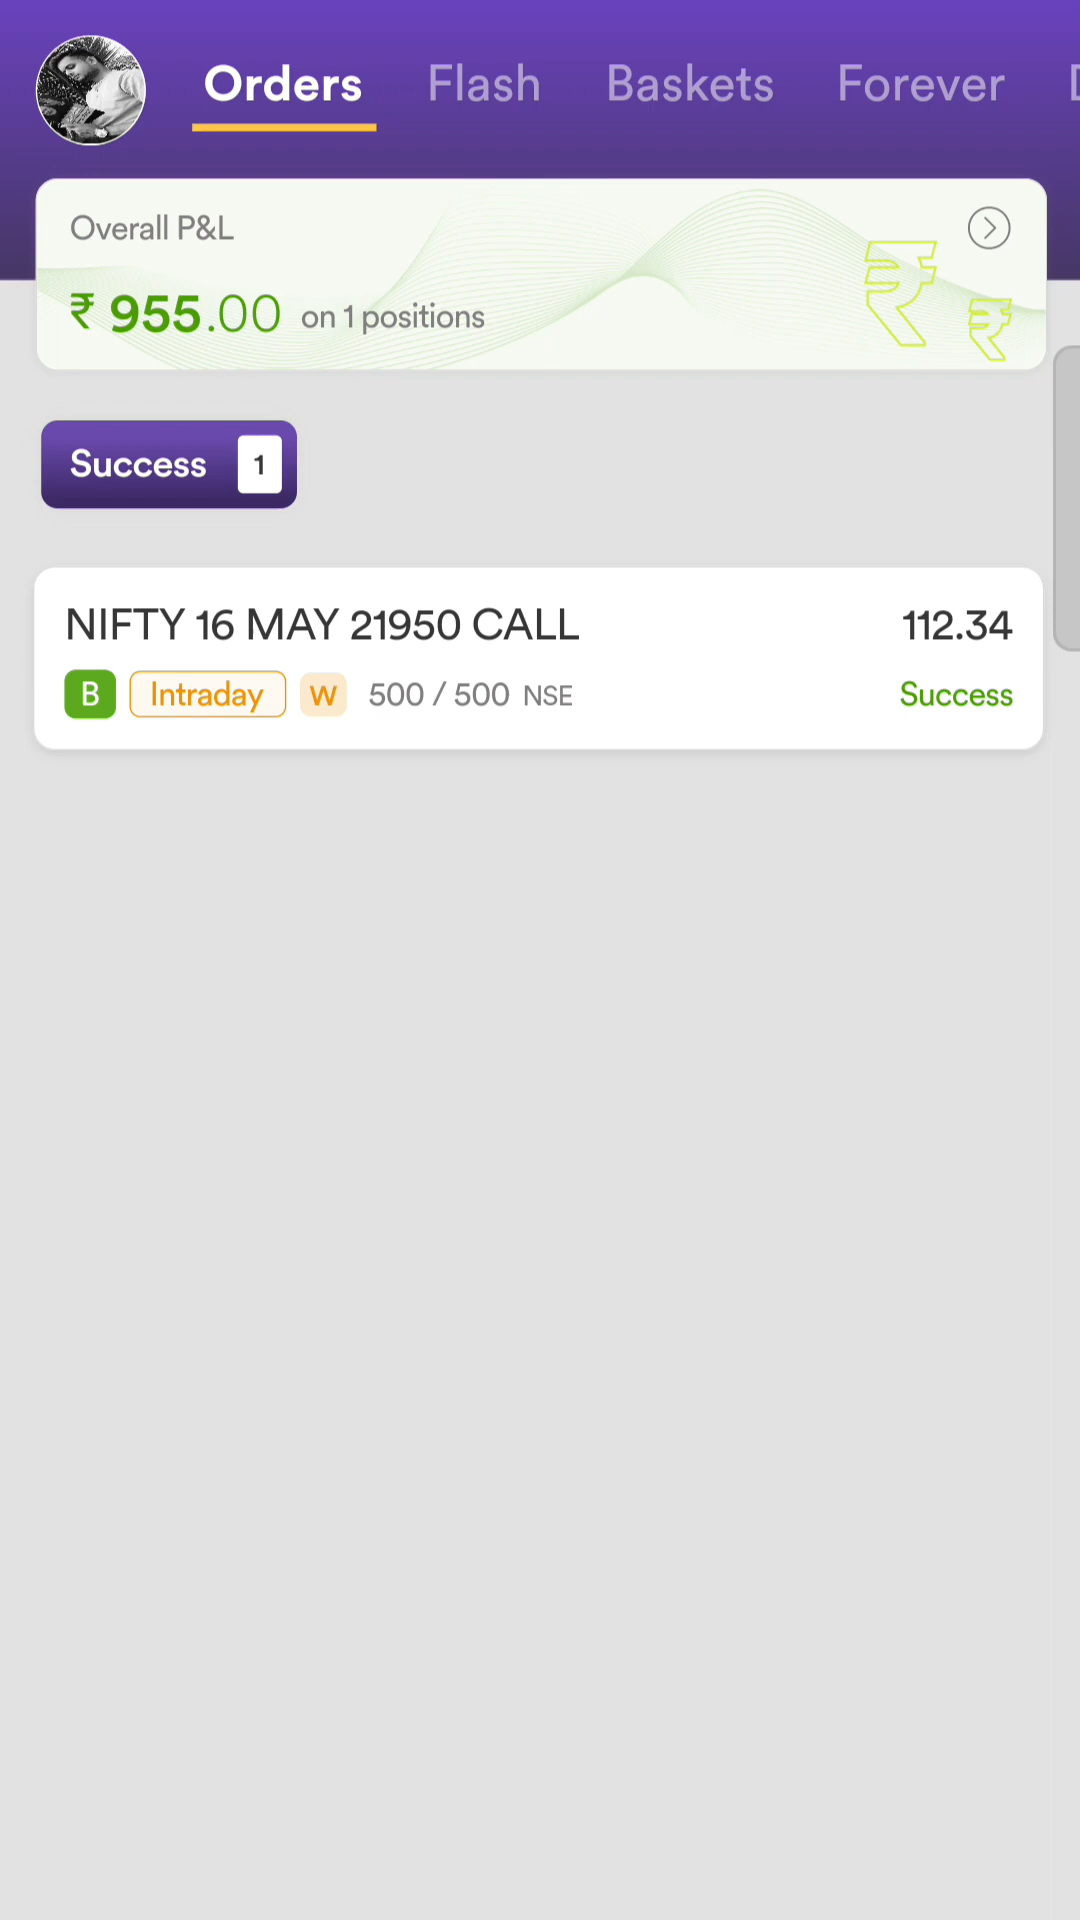 Orders Flash Baskets Forever
Overall P&L
₹ 955.00 on 1 positions
Success 1
NIFTY 16 MAY 21950 CALL 112.34
B Intraday W 500 / 500 NSE Success